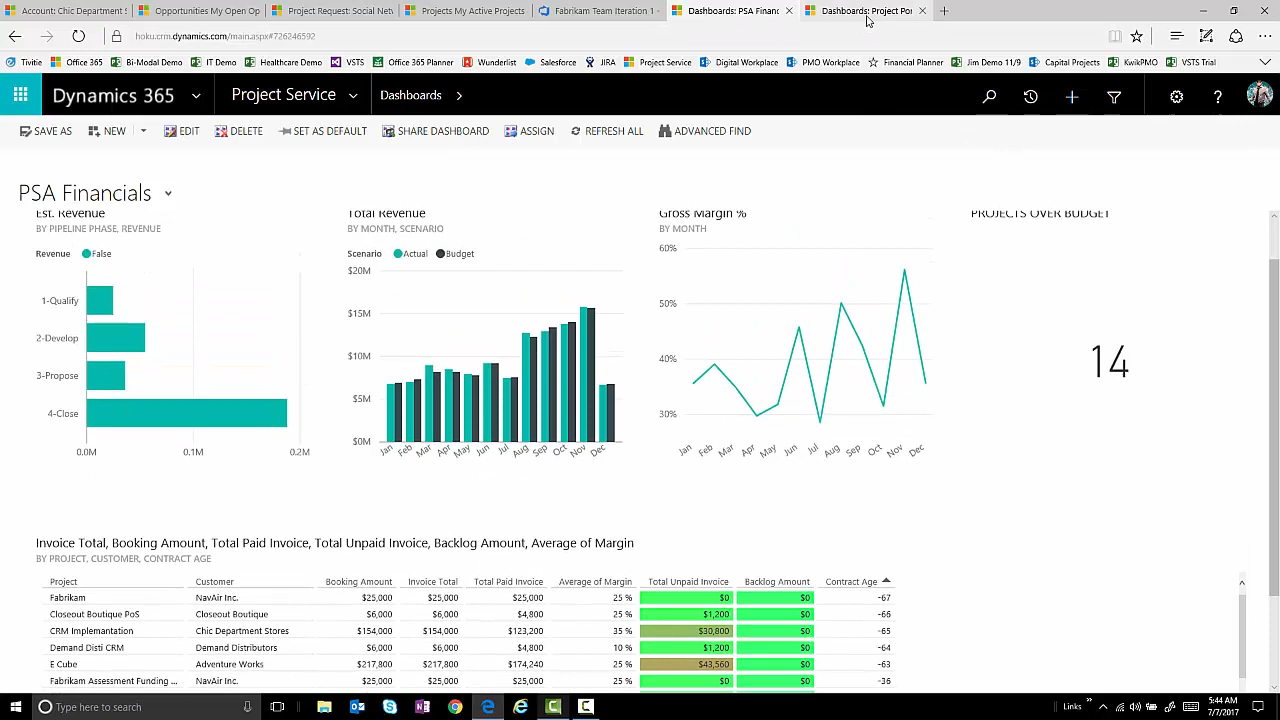 Account: Chic Department S
Opportunities My Open Op
Project Request: Social Netw
Projects My Active Projects
Fabrikam Team Iteration 1 -
Dashboards: PSA Financ
Dashboards: Project Por
hoku.crm.dynamics.com/main.aspx#726246592
Tivitie
Office 365
Bi-Modal Demo
IT Demo
Healthcare Demo
VSTS
Office 365 Planner
Wunderlist
Salesforce
JIRA
Project Service
Digital Workplace
PMO Workplace
Financial Planner
Jim Demo 11/9
Capital Projects
KwikPMO
VSTS Trial
Dynamics 365
Project Service
Dashboards
SAVE AS
NEW
EDIT
DELETE
SET AS DEFAULT
SHARE DASHBOARD
ASSIGN
REFRESH ALL
ADVANCED FIND
PSA Financials
Est. Revenue
BY PIPELINE PHASE, REVENUE
Revenue False
1-Qualify
2-Develop
3-Propose
4-Close
0.0M 0.1M 0.2M
Total Revenue
BY MONTH, SCENARIO
Scenario Actual Budget
$20M
$15M
$10M
$5M
$0M
Jan Feb Mar Apr May Jun Jul Aug Sep Oct Nov Dec
Gross Margin %
BY MONTH
60%
50%
40%
30%
Jan Feb Mar Apr May Jun Jul Aug Sep Oct Nov Dec
PROJECTS OVER BUDGET
14
Invoice Total, Booking Amount, Total Paid Invoice, Total Unpaid Invoice, Backlog Amount, Average of Margin
BY PROJECT, CUSTOMER, CONTRACT AGE
Project Customer Booking Amount Invoice Total Total Paid Invoice Average of Margin Total Unpaid Invoice Backlog Amount Contract Age
Fabrikam NavAir Inc. $25,000 $25,000 $25,000 25 % $0 $0 -67
Closeout Boutique PoS Closeout Boutique $6,000 $6,000 $4,800 25 % $1,200 $0 -66
CRM Implemantation Chic Department Stores $154,000 $154,000 $123,250 35 % $30,800 $0 -65
Demand Disti CRM Demand Distributors $6,000 $6,000 $4,800 10 % $1,200 $0 -64
E Cube Adventure Works $217,800 $217,800 $174,240 25 % $43,560 $0 -63
Fabrikam Assessment Funding ... NavAir Inc. $25,000 $25,000 $25,000 25 % $0 $0 -36
Type here to search
Links
5:44 AM
7/7/2017